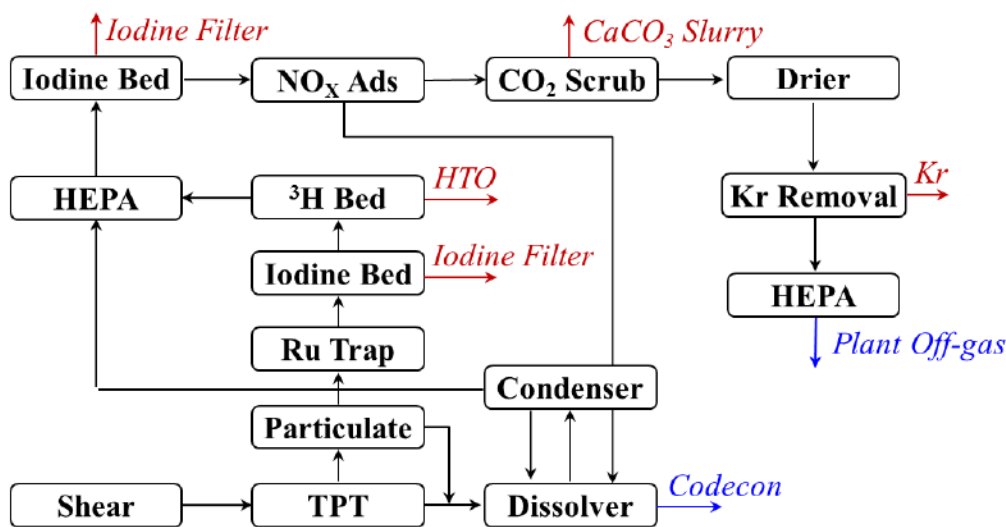 Iodine Filter
CaCO₃ Slurry
Iodine Bed
NOX Ads
CO₂ Scrub
Drier
HEPA
³H Bed
HTO
Kr Removal
Kr
Iodine Bed
Iodine Filter
HEPA
Ru Trap
Plant Off-gas
Condenser
Particulate
Shear
TPT
Dissolver
Codecon